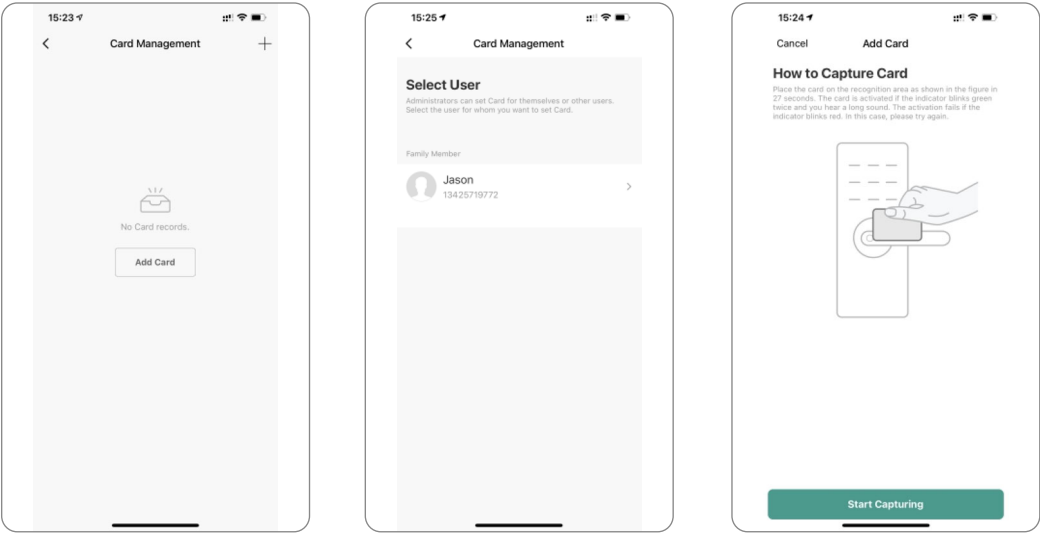 15:23
Card Management
No Card records.
Add Card
15:25
Card Management
Select User
Administrators can set Card for themselves or other users.
Select the user for whom you want to set Card.
Family Member
Jason
13425719772
15:24
Cancel
Add Card
How to Capture Card
Place the card on the recognition area as shown in the figure in
27 seconds. The card is activated if the indicator blinks green
twice and you hear a long sound. The activation fails if the
indicator blinks red. In this case, please try again.
Start Capturing